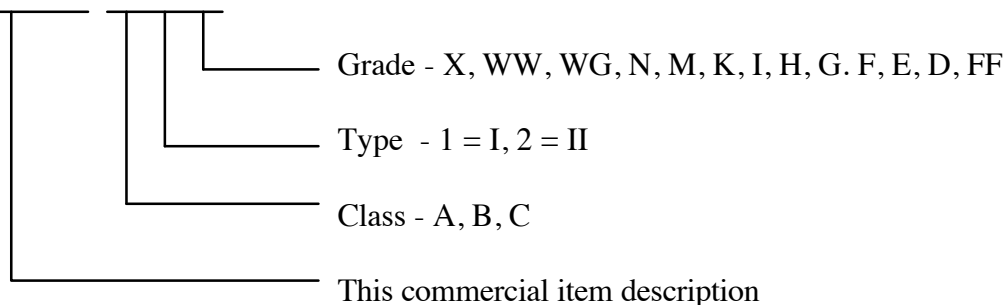 Grade - X, WW, WG, N, M, K, I, H, G. F, E, D, FF
Type - 1 = I, 2 = II
Class - A, B, C
This commercial item description